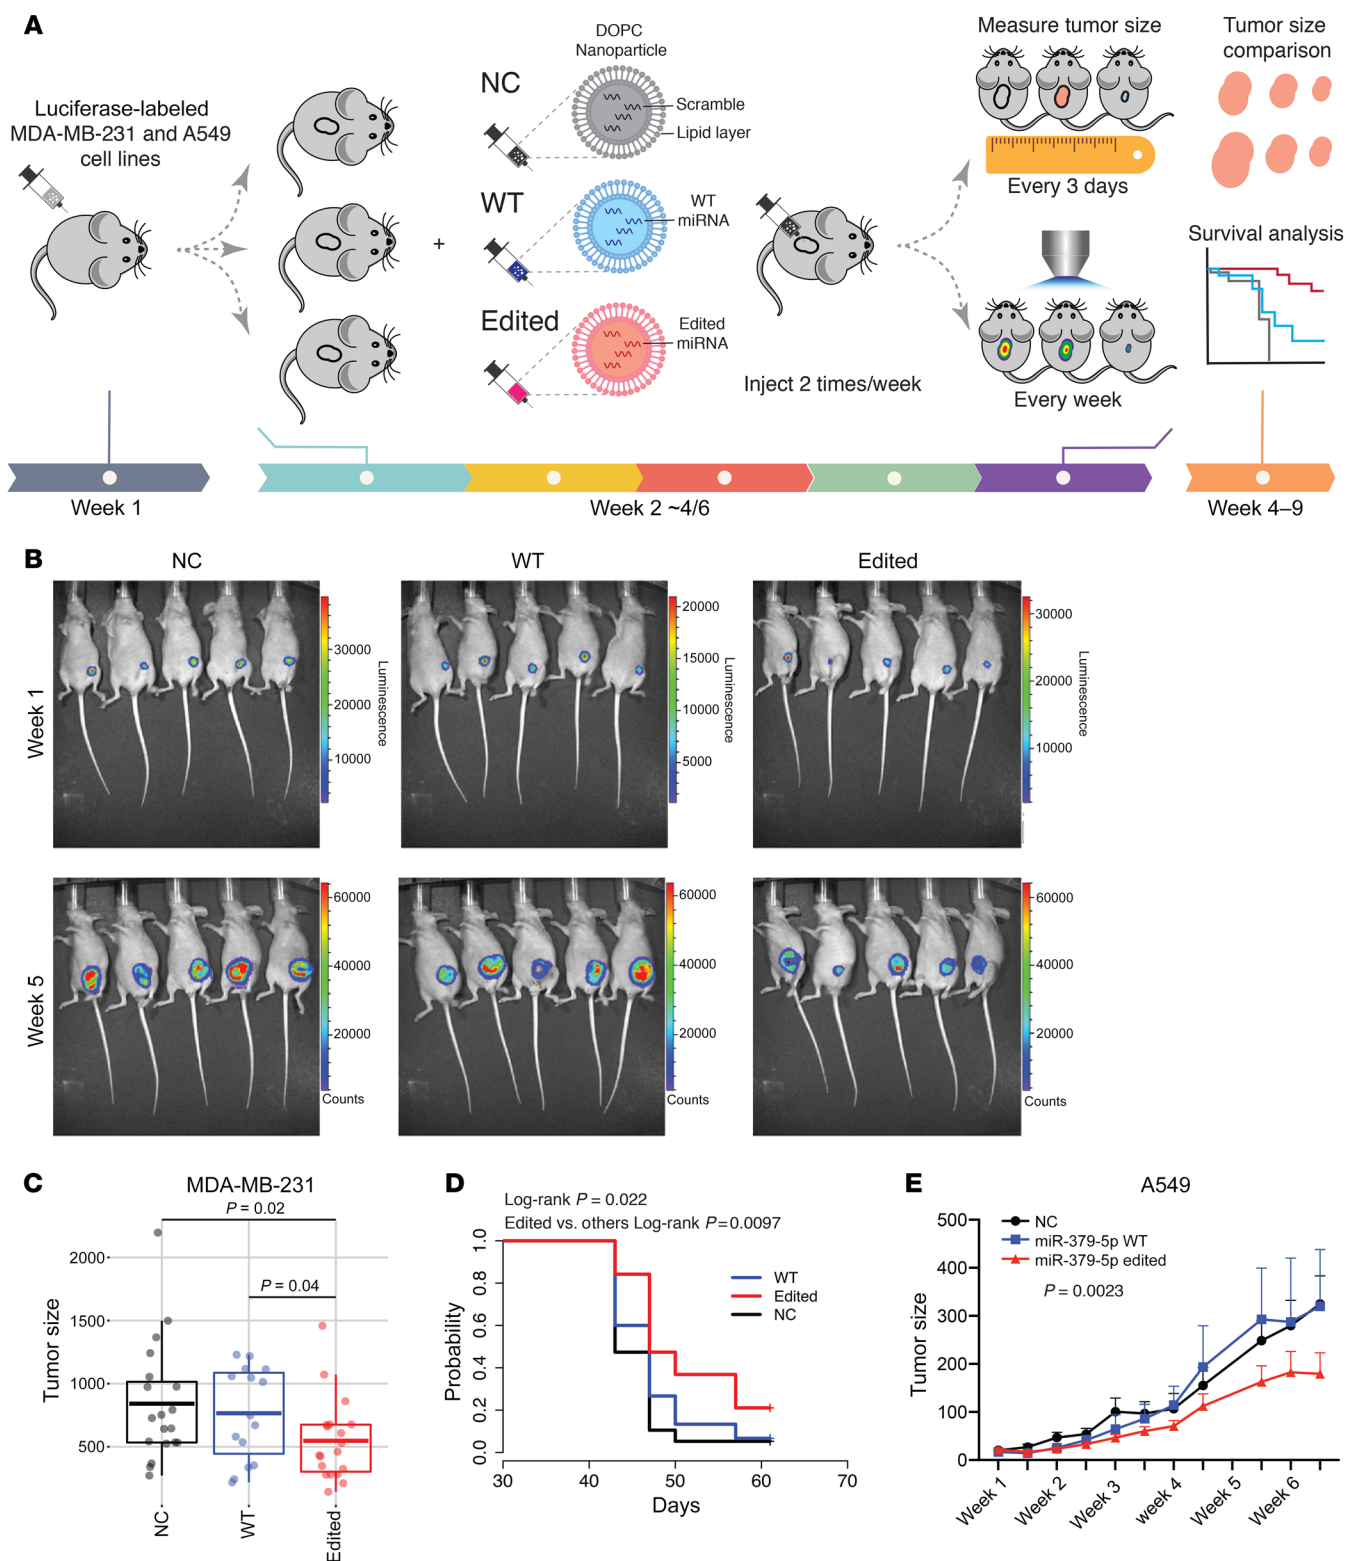 A
Luciferase-labeled
MDA-MB-231 and A549
cell lines
+
DOPC
Nanoparticle
NC
Scramble
Lipid layer
WT
WT
miRNA
Edited
Edited
miRNA
Inject 2 times/week
Measure tumor size
Every 3 days
Every week
Tumor size
comparison
Survival analysis
Week 1
Week 2 ~4/6
Week 4–9
B
NC
WT
Edited
Week 1
30000
20000
10000
Luminescence
20000
15000
10000
5000
Luminescence
30000
20000
10000
Luminescence
Week 5
60000
40000
20000
Counts
60000
40000
20000
Counts
60000
40000
20000
Counts
C
MDA-MB-231
P = 0.02
P = 0.04
Tumor size
2000
1500
1000
500
NC
WT
Edited
D
Log-rank P = 0.022
Edited vs. others Log-rank P=0.0097
Probability
1.0
0.8
0.6
0.4
0.2
0.0
WT
Edited
NC
30
40
50
60
70
Days
E
A549
NC
miR-379-5p WT
miR-379-5p edited
P = 0.0023
Tumor size
500
400
300
200
100
0
Week 1
Week 2
Week 3
week 4
Week 5
Week 6